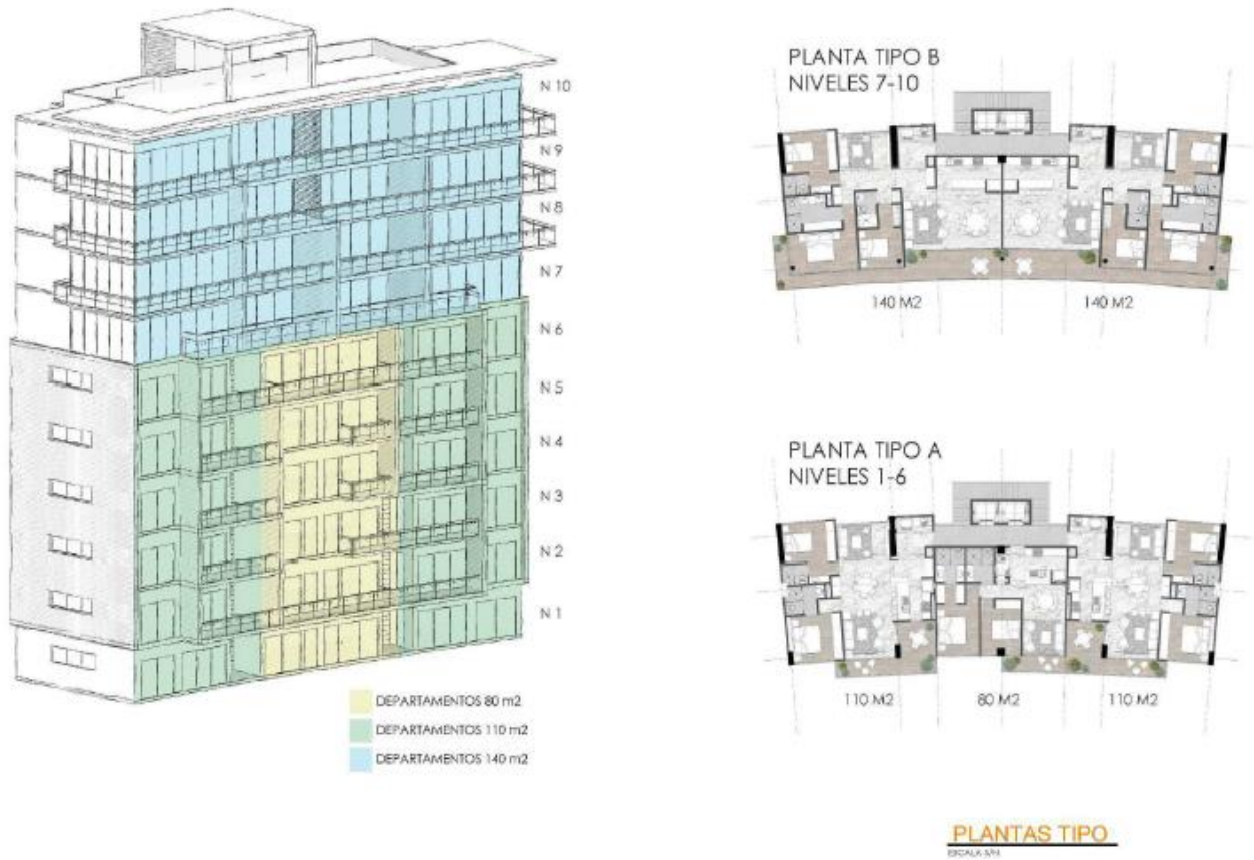 N 10
N 9
N 8
N 7
N 6
N 5
N 4
N 3
N 2
N 1
DEPARTAMENTOS 80 m2
DEPARTAMENTOS 110 m2
DEPARTAMENTOS 140 m2
PLANTA TIPO B
NIVELES 7-10
140 M2
140 M2
PLANTA TIPO A
NIVELES 1-6
110 M2
80 M2
110 M2
PLANTAS TIPO
ESCALA S/N